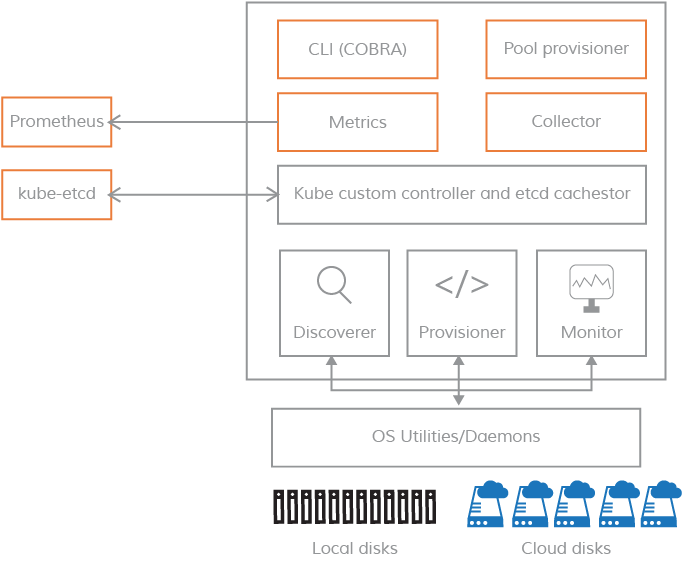 CLI (COBRA)
Pool provisioner
Prometheus
Metrics
Collector
kube-etcd
Kube custom controller and etcd cachestor
</>
Discoverer
Provisioner
Monitor
OS Utilities/Daemons
Local disks
Cloud disks